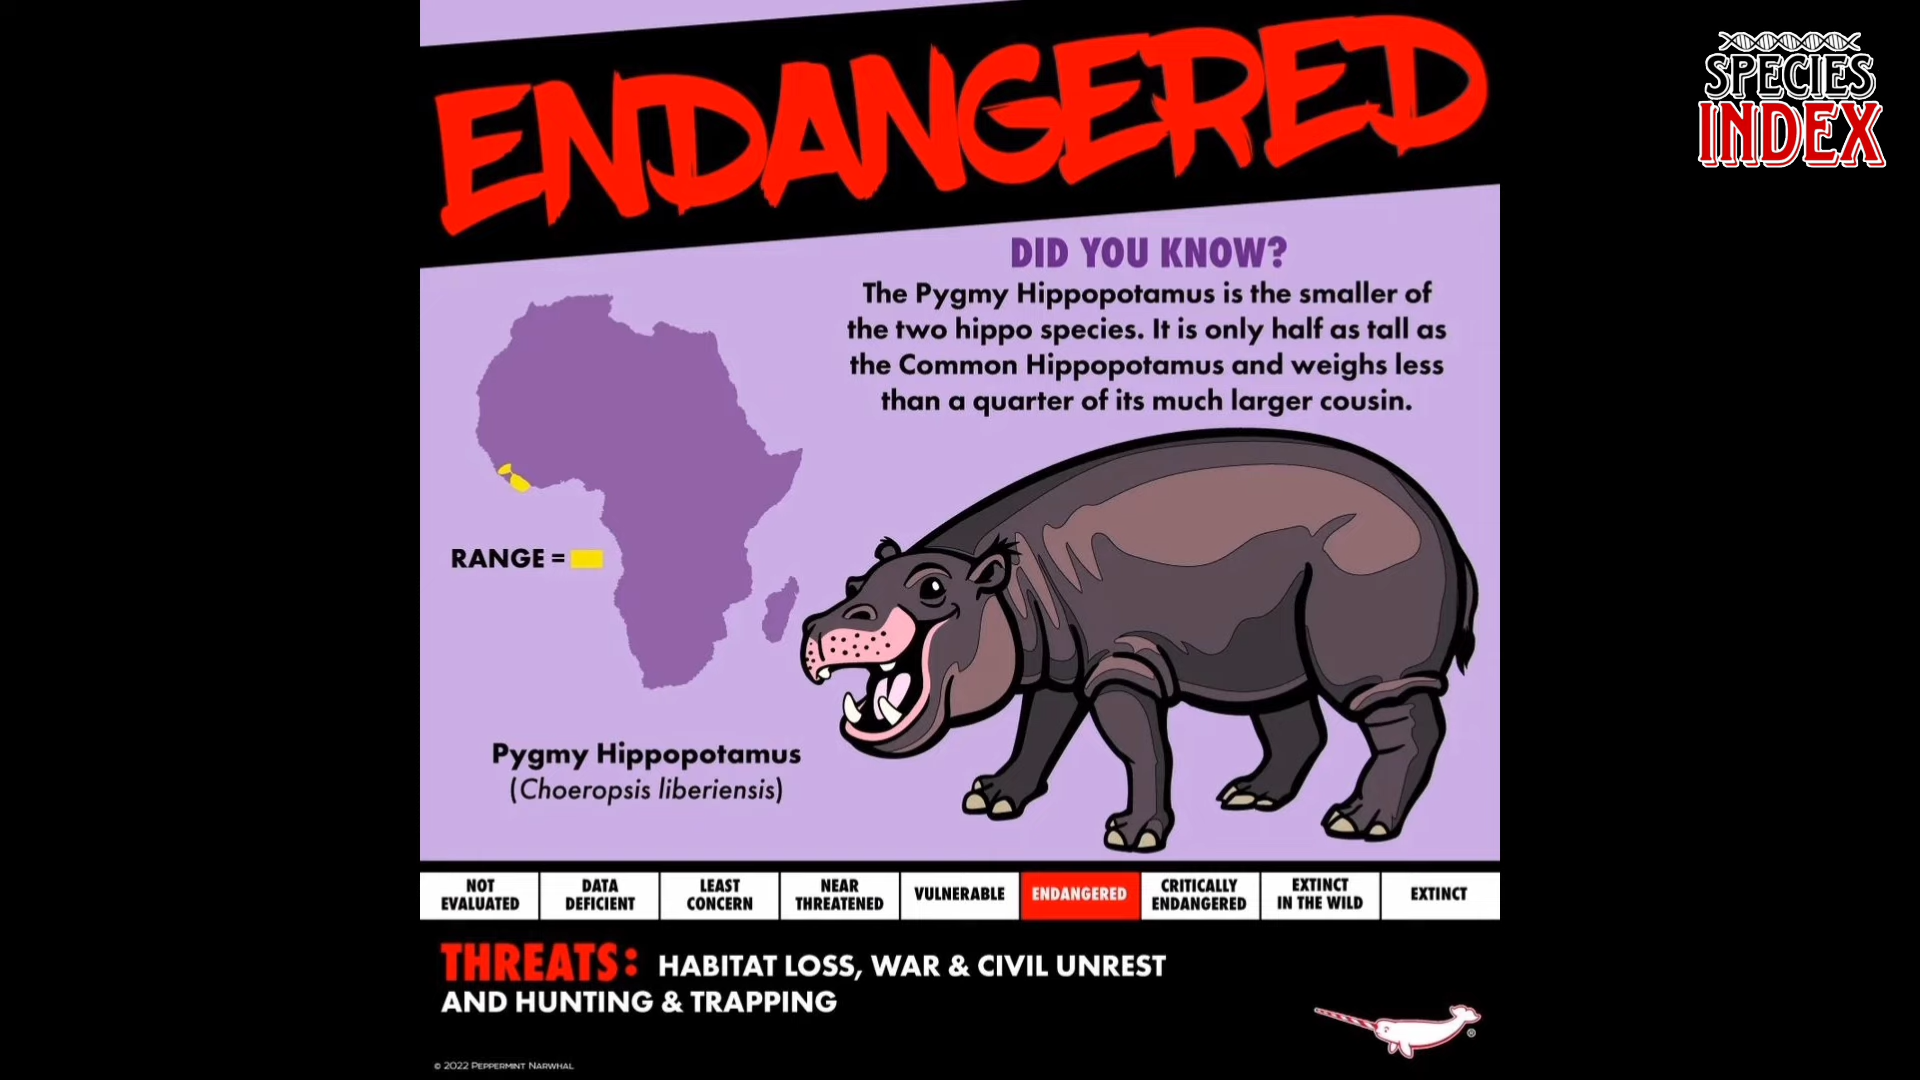 ENDANGERED
SPECIES
INDEX
DID YOU KNOW?
The Pygmy Hippopotamus is the smaller of
the two hippo species. It is only half as tall as
the Common Hippopotamus and weighs less
than a quarter of its much larger cousin.
RANGE =
Pygmy Hippopotamus
(Choeropsis liberiensis)
NOT
EVALUATED
DATA
DEFICIENT
LEAST
CONCERN
NEAR
THREATENED
VULNERABLE
ENDANGERED
CRITICALLY
ENDANGERED
EXTINCT
IN THE WILD
EXTINCT
THREATS: HABITAT LOSS, WAR & CIVIL UNREST
AND HUNTING & TRAPPING
®
© 2022 PEPPERMINT NARWHAL